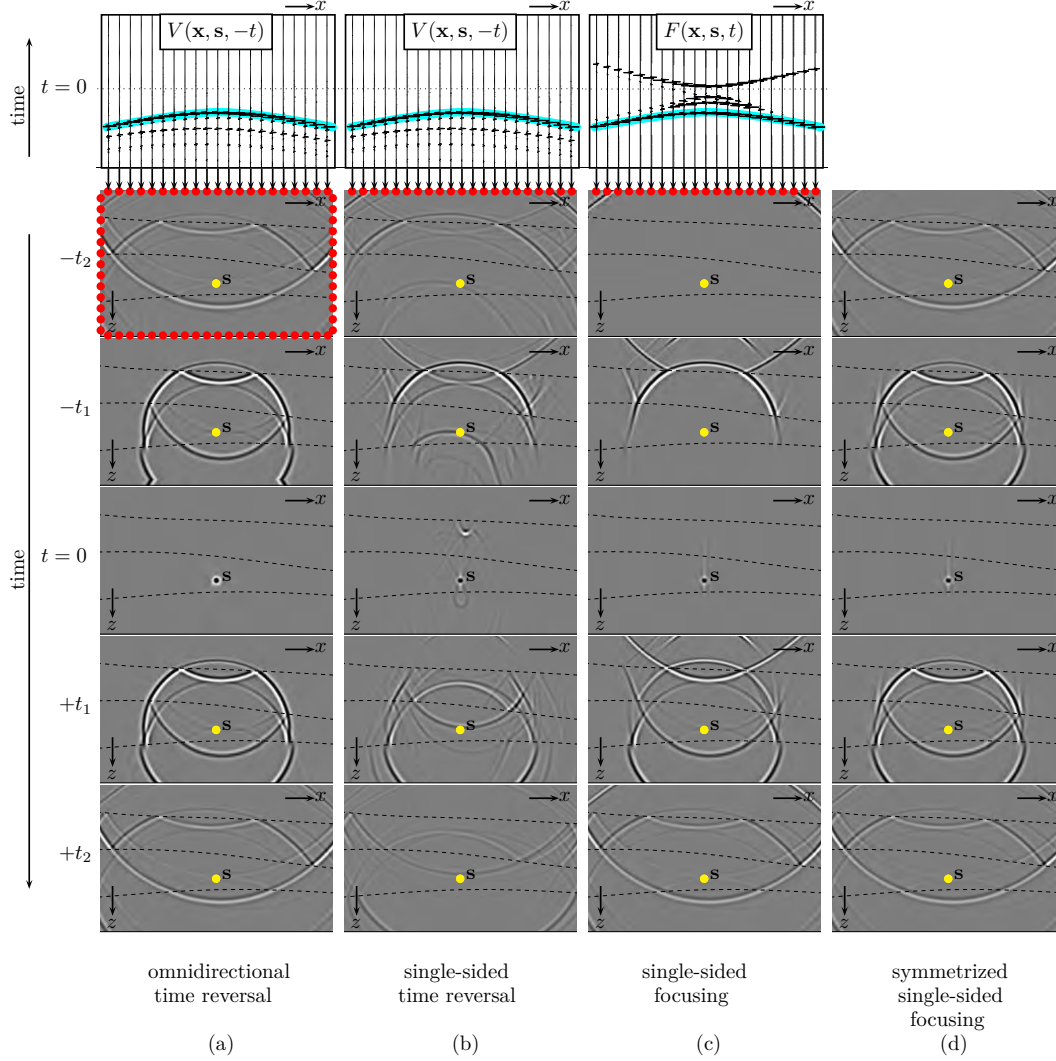 x x x
V(x, s, −t) V(x, s, −t) F(x, s, t)
time
t = 0
x x x x
−t₂
s s s s
z z z z
x x x x
−t₁
s s s s
z z z z
x x x x
time
t = 0
s s s s
z z z z
x x x x
+t₁
s s s s
z z z z
x x x x
+t₂
s s s s
z z z z
omnidirectional
time reversal
(a)
single-sided
time reversal
(b)
single-sided
focusing
(c)
symmetrized
single-sided
focusing
(d)